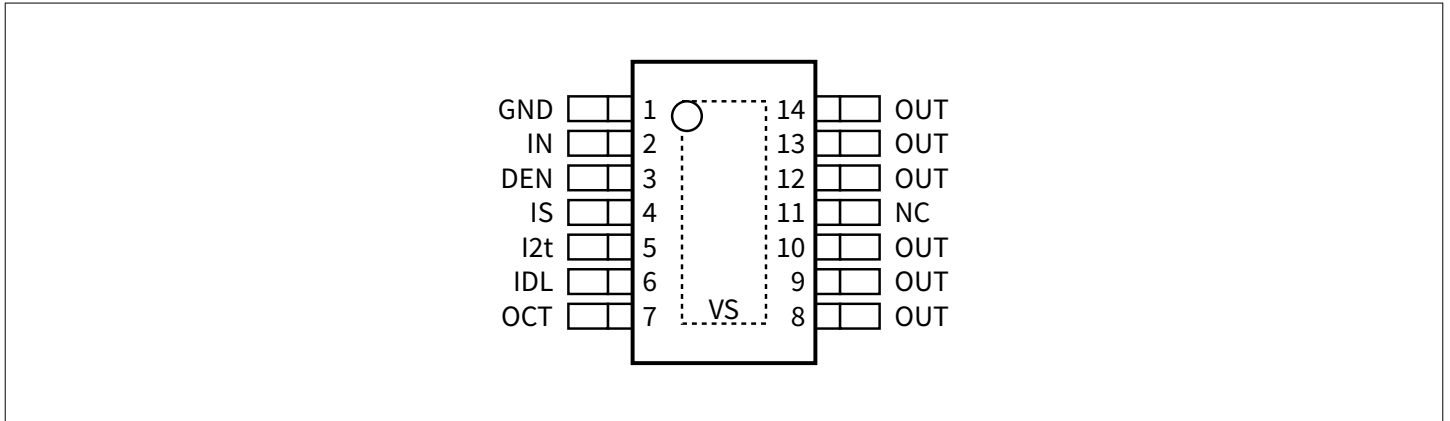 GND 1 14 OUT
IN 2 13 OUT
DEN 3 12 OUT
IS 4 11 NC
I2t 5 10 OUT
IDL 6 9 OUT
OCT 7 VS 8 OUT